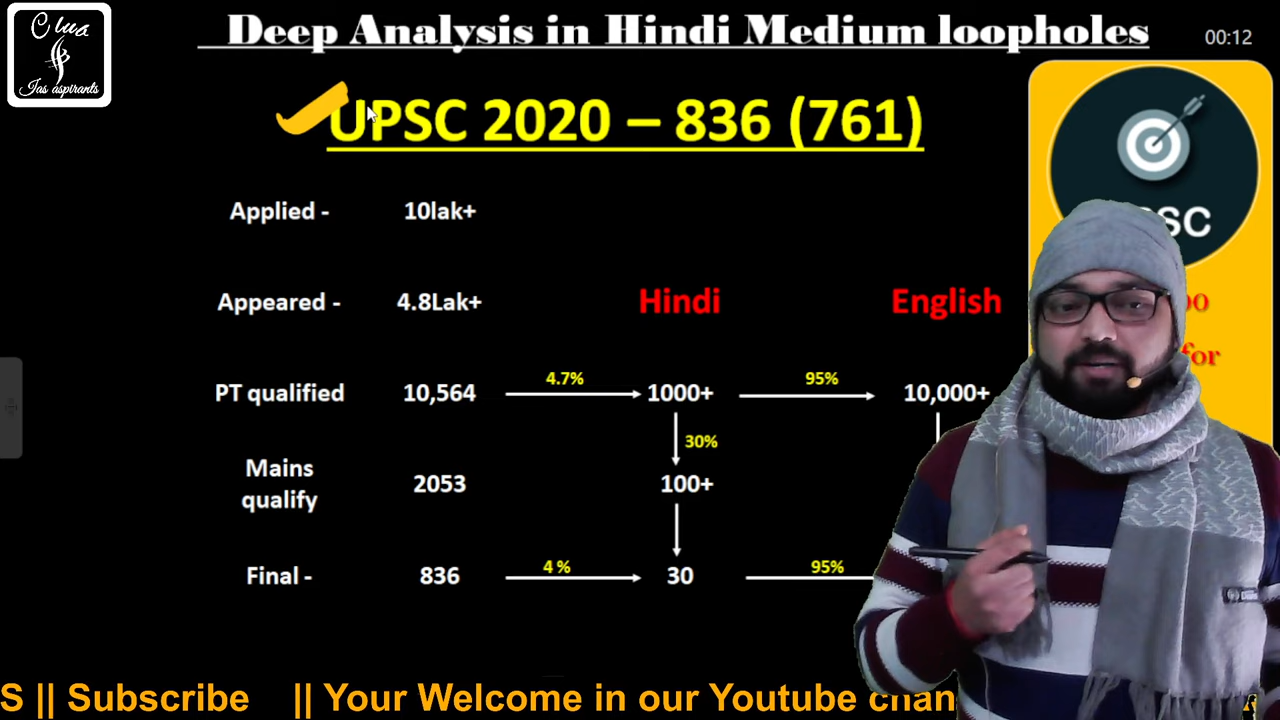 Clue
Ias aspirants
Deep Analysis in Hindi Medium loopholes
00:12
UPSC 2020 – 836 (761)
SC
Applied - 10lak+
Appeared - 4.8Lak+ Hindi English
for
4.7% 95%
PT qualified 10,564 1000+ 10,000+
30%
Mains
qualify 2053 100+
4 % 95%
Final - 836 30
S || Subscribe || Your Welcome in our Youtube chan